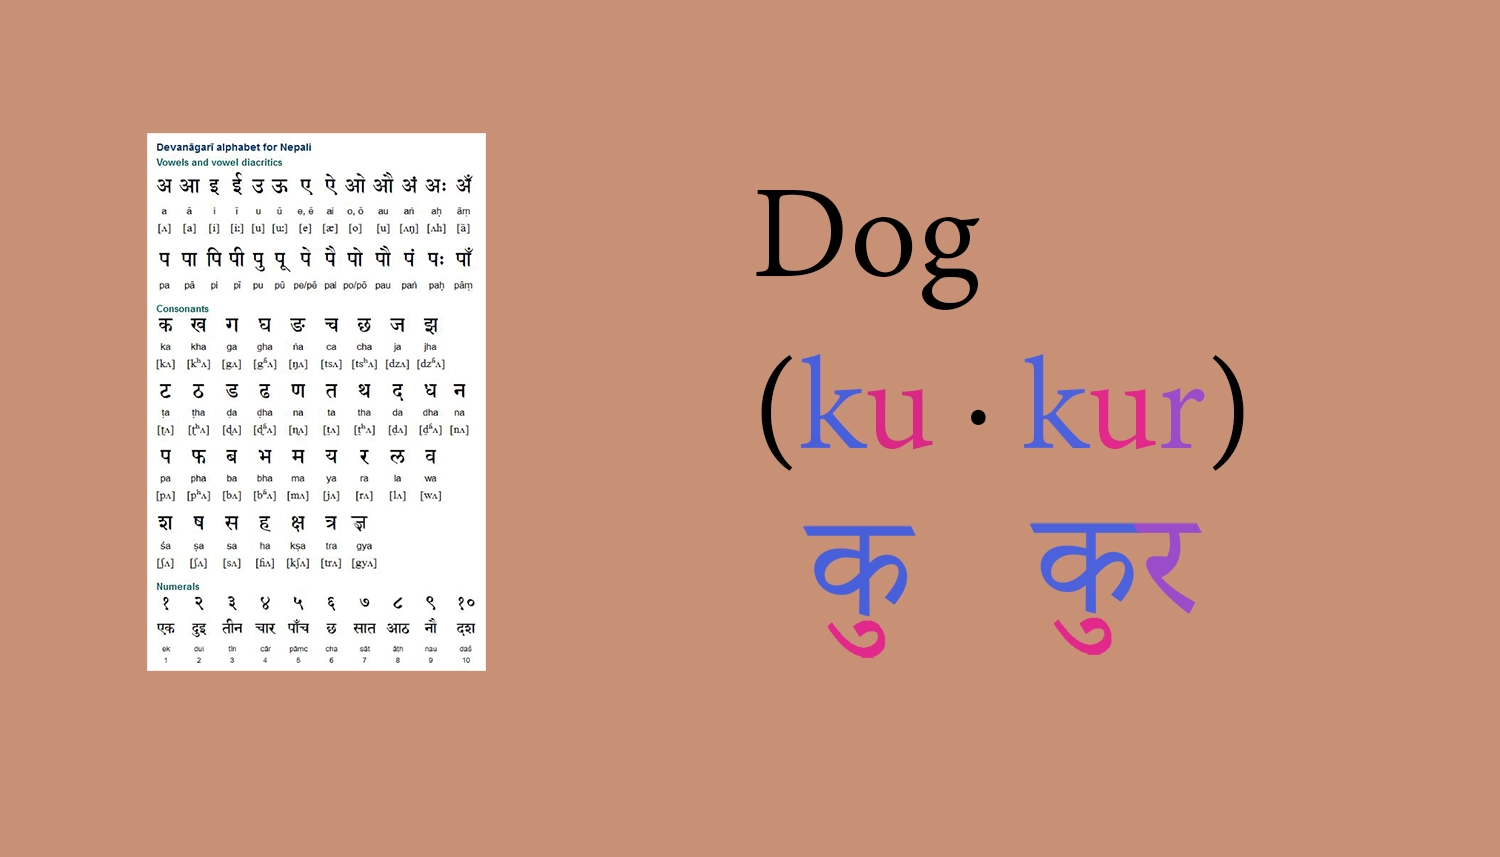 Devanāgarī alphabet for Nepali
Vowels and vowel diacritics
अ आ इ ई उ ऊ ए ऐ ओ औ अं अः अँ
a ā i ī u ū e, ē ai o, ō au aṅ aḥ āṃ
[ʌ] [a] [i] [iː] [u] [uː] [e] [æ] [o] [u] [ʌŋ] [ʌh] [ã]
प पा पि पी पु पू पे पै पो पौ पं पः पाँ
pa pā pi pī pu pū pe/pē pai po/pō pau paṅ paḥ pāṃ
Consonants
क ख ग घ ङ च छ ज झ
ka kha ga gha ṅa ca cha ja jha
[kʌ] [kʰʌ] [gʌ] [gʱʌ] [ŋʌ] [tsʌ] [tsʰʌ] [dzʌ] [dzʱʌ]
ट ठ ड ढ ण त थ द ध न
ṭa ṭha ḍa ḍha na ta tha da dha na
[ʈʌ] [ʈʰʌ] [ɖʌ] [ɖʱʌ] [ɳʌ] [tʌ] [tʰʌ] [dʌ] [dʱʌ] [nʌ]
प फ ब भ म य र ल व
pa pha ba bha ma ya ra la wa
[pʌ] [pʰʌ] [bʌ] [bʱʌ] [mʌ] [jʌ] [rʌ] [lʌ] [wʌ]
श ष स ह क्ष त्र ज्ञ
śa ṣa sa ha kṣa tra gya
[ʃʌ] [ʃʌ] [sʌ] [ɦʌ] [kʃʌ] [trʌ] [gyʌ]
Numerals
१ २ ३ ४ ५ ६ ७ ८ ९ १०
एक दुइ तीन चार पाँच छ सात आठ नौ दश
ek dui tīn cār pāṃc cha sāt āṭh nau daś
1 2 3 4 5 6 7 8 9 10
Dog
(ku · kur)
कु कुर